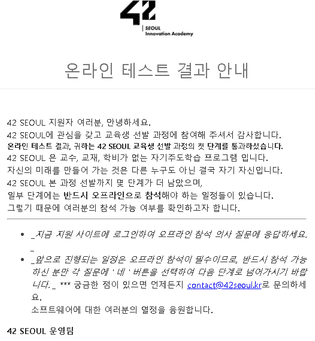 42
SEOUL
Innovation Academy
온라인 테스트 결과 안내
42 SEOUL 지원자 여러분, 안녕하세요.
42 SEOUL에 관심을 갖고 교육생 선발 과정에 참여해 주셔서 감사합니다.
온라인 테스트 결과, 귀하는 42 SEOUL 교육생 선발 과정의 첫 단계를 통과하셨습니다.
42 SEOUL 은 교수, 교재, 학비가 없는 자기주도학습 프로그램 입니다.
자신의 미래를 만들어 가는 것은 다른 누구도 아닌 결국 자기 자신입니다.
42 SEOUL 본 과정 선발까지 몇 단계가 더 남았으며,
일부 단계에는 반드시 오프라인으로 참석해야 하는 일정들이 있습니다.
그렇기 때문에 여러분의 참석 가능 여부를 확인하고자 합니다.
• _지금 지원 사이트에 로그인하여 오프라인 참석 의사 질문에 응답하세요.
_
• _앞으로 진행되는 일정은 오프라인 참석이 필수이므로, 반드시 참석 가능
하신 분만 각 질문에 ' 네 ' 버튼을 선택하여 다음 단계로 넘어가시기 바랍
니다._ *** 궁금한 점이 있으면 언제든지 contact@42seoul.kr로 문의하세
요.
소프트웨어에 대한 여러분의 열정을 응원합니다.
42 SEOUL 운영팀